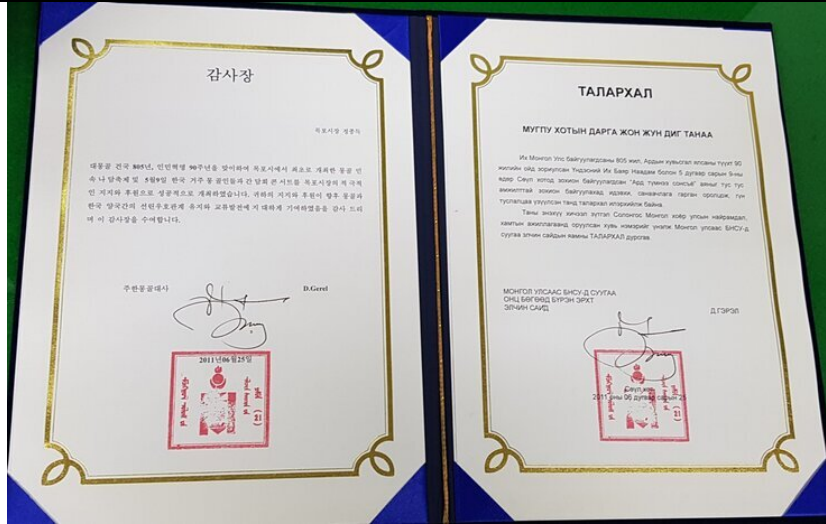 감사장
목포시장 정종득
대몽골 건국 805년, 인민혁명 90주년을 맞이하여 목포시에서 최초로 개최한 몽골 민
속 나 담축제 및 5월9일 한국 거주 몽 골인들과 간 담회 콘 서트를 목포시장의 적 극적
인 지지와 후원으로 성공적으로 개최하였습니다. 귀하의 지지와 후원이 향후 몽골과
한국 양국간의 선린우호관계 유지와 교류발전에 지 대하게 기여하였음을 감사 드리
며 이 감사장을 수여합니다.
주한몽골대사 D.Gerel
2011년06월25일
ТАЛАРХАЛ
МУГПУ ХОТЫН ДАРГА ЖОН ЖУН ДИГ ТАНАА
Их Монгол Улс байгуулагдсаны 805 жил, Ардын хувьсгал ялсаны түүхт 90
жилийн ойд зориулсан Үндэсний Их Баяр Наадам болон 5 дугаар сарын 9-ны
өдөр Сөүл хотод зохион байгуулагдсан "Ард түмнээ сонсъё" аяныг тус тус
амжилттай зохион байгуулахад идэвхи, санаачлага гарган оролцож, гүн
туслалцаа үзүүлсэн танд талархал илэрхийлж байна.
Таны энэхүү хичээл зүтгэл Солонгос Монгол хоёр улсын найрамдал,
хамтын ажиллагаанд оруулсан хувь нэмрийг үнэлж Монгол улсаас БНСУ-д
суугаа элчин сайдын яамны ТАЛАРХАЛ дурсгав.
МОНГОЛ УЛСААС БНСУ-Д СУУГАА
ОНЦ БӨГӨӨД БҮРЭН ЭРХТ
ЭЛЧИН САЙД Д.ГЭРЭЛ
Сөүл хот
2011 оны 06 дугаар сарын 25